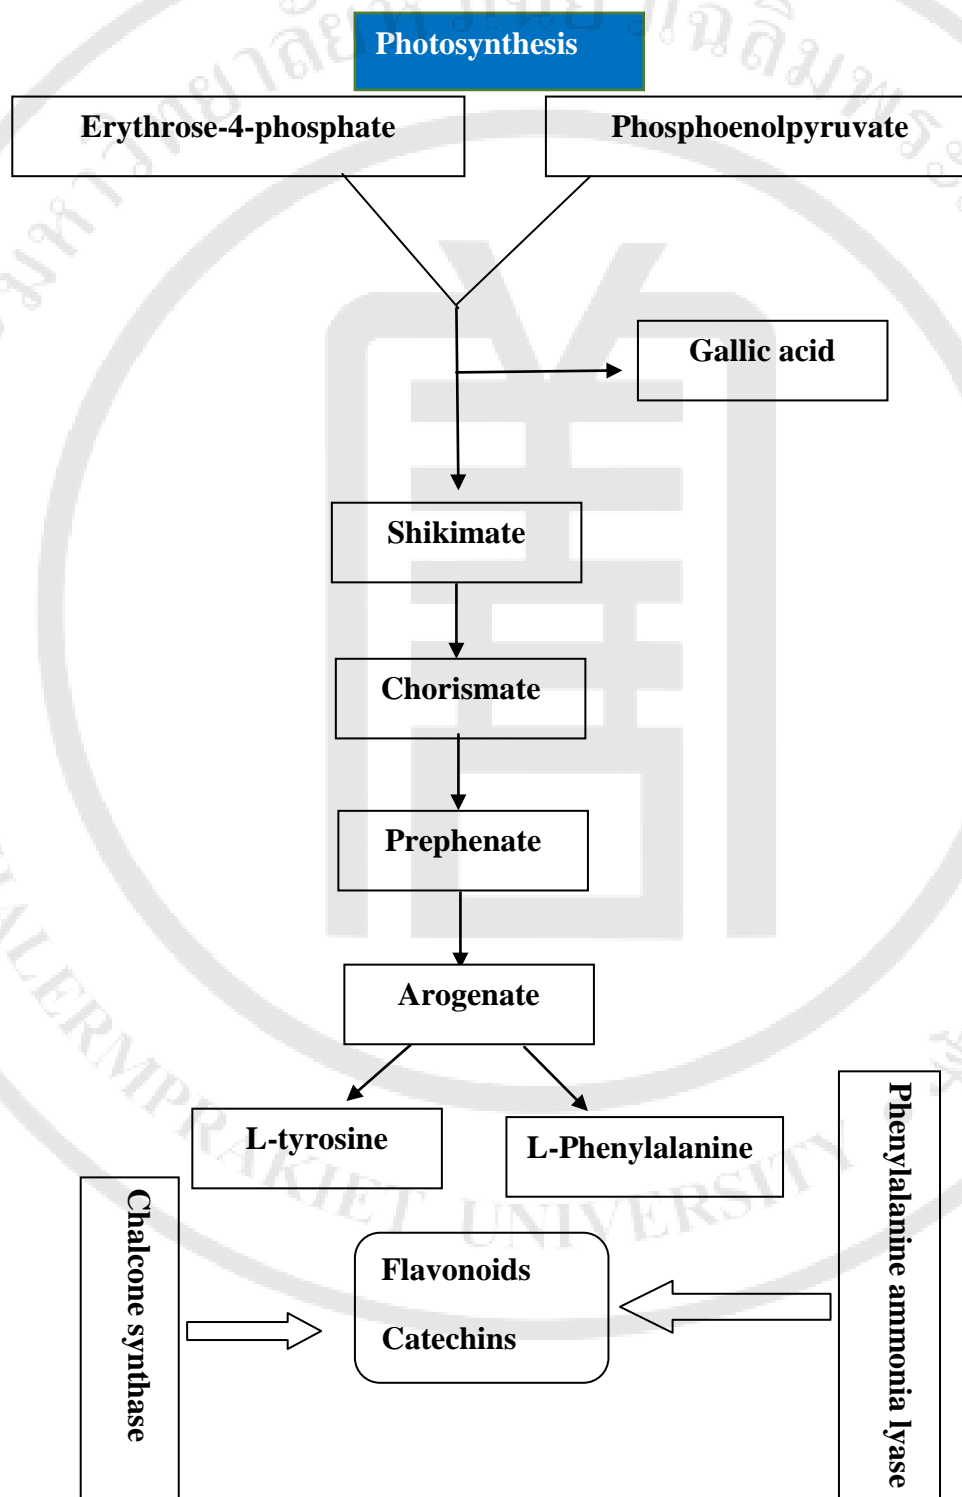 Photosynthesis
Erythrose-4-phosphate
Phosphoenolpyruvate
Gallic acid
Shikimate
Chorismate
Prephenate
Arogenate
L-tyrosine
L-Phenylalanine
Chalcone synthase
Flavonoids
Catechins
Phenylalanine ammonia lyase
UNIVERSITY